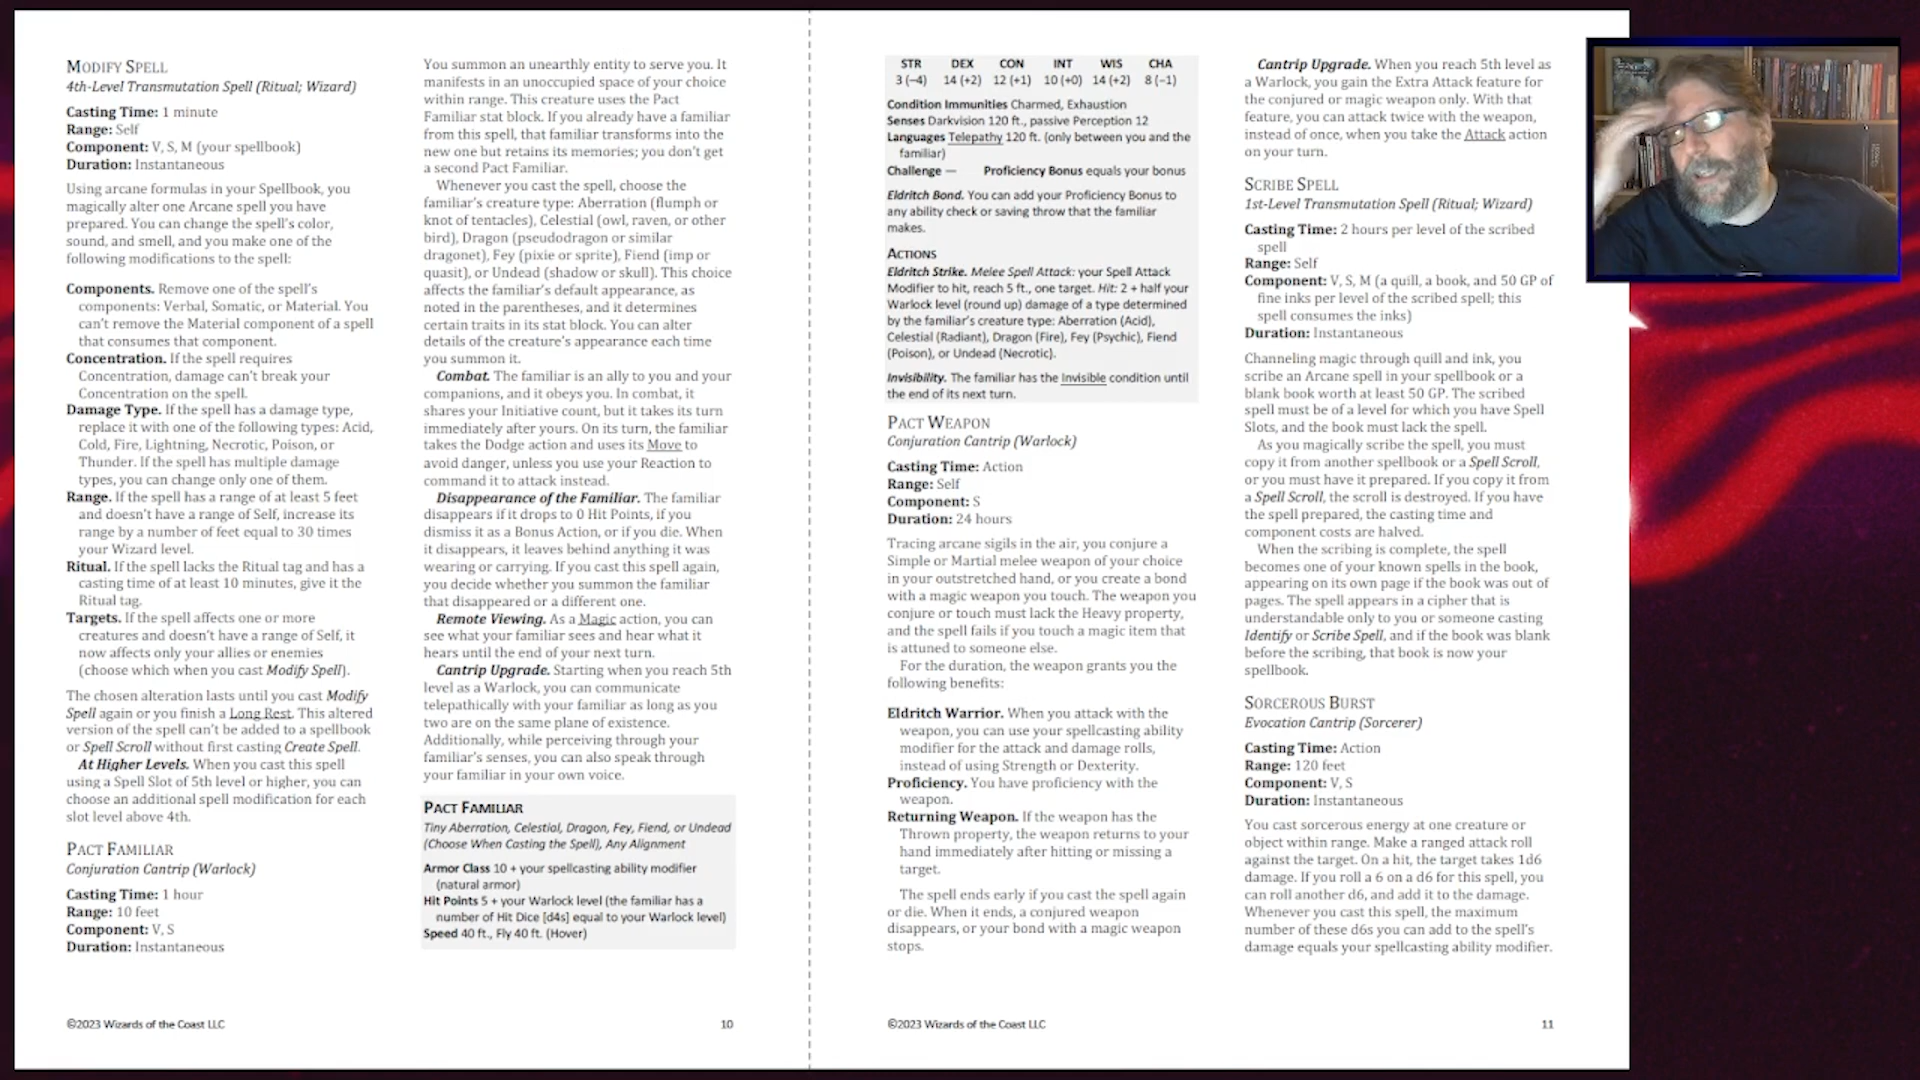 MODIFY SPELL
4th-Level Transmutation Spell (Ritual; Wizard)
Casting Time: 1 minute
Range: Self
Component: V, S, M (your spellbook)
Duration: Instantaneous
Using arcane formulas in your Spellbook, you
magically alter one Arcane spell you have
prepared. You can change the spell's color,
sound, and smell, and you make one of the
following modifications to the spell:
Components. Remove one of the spell's
components: Verbal, Somatic, or Material. You
can't remove the Material component of a spell
that consumes that component.
Concentration. If the spell requires
Concentration, damage can't break your
Concentration on the spell.
Damage Type. If the spell has a damage type,
replace it with one of the following types: Acid,
Cold, Fire, Lightning, Necrotic, Poison, or
Thunder. If the spell has multiple damage
types, you can change only one of them.
Range. If the spell has a range of at least 5 feet
and doesn't have a range of Self, increase its
range by a number of feet equal to 30 times
your Wizard level.
Ritual. If the spell lacks the Ritual tag and has a
casting time of at least 10 minutes, give it the
Ritual tag.
Targets. If the spell affects one or more
creatures and doesn't have a range of Self, it
now affects only your allies or enemies
(choose which when you cast Modify Spell).
The chosen alteration lasts until you cast Modify
Spell again or you finish a Long Rest. This altered
version of the spell can't be added to a spellbook
or Spell Scroll without first casting Create Spell.
At Higher Levels. When you cast this spell
using a Spell Slot of 5th level or higher, you can
choose an additional spell modification for each
slot level above 4th.
PACT FAMILIAR
Conjuration Cantrip (Warlock)
Casting Time: 1 hour
Range: 10 feet
Component: V, S
Duration: Instantaneous
You summon an unearthly entity to serve you. It
manifests in an unoccupied space of your choice
within range. This creature uses the Pact
Familiar stat block. If you already have a familiar
from this spell, that familiar transforms into the
new one but retains its memories; you don't get
a second Pact Familiar.
Whenever you cast the spell, choose the
familiar's creature type: Aberration (flumph or
knot of tentacles), Celestial (owl, raven, or other
bird), Dragon (pseudodragon or similar
dragonet), Fey (pixie or sprite), Fiend (imp or
quasit), or Undead (shadow or skull). This choice
affects the familiar's default appearance, as
noted in the parentheses, and it determines
certain traits in its stat block. You can alter
details of the creature's appearance each time
you summon it.
Combat. The familiar is an ally to you and your
companions, and it obeys you. In combat, it
shares your Initiative count, but it takes its turn
immediately after yours. On its turn, the familiar
takes the Dodge action and uses its Move to
avoid danger, unless you use your Reaction to
command it to attack instead.
Disappearance of the Familiar. The familiar
disappears if it drops to 0 Hit Points, if you
dismiss it as a Bonus Action, or if you die. When
it disappears, it leaves behind anything it was
wearing or carrying. If you cast this spell again,
you decide whether you summon the familiar
that disappeared or a different one.
Remote Viewing. As a Magic action, you can
see what your familiar sees and hear what it
hears until the end of your next turn.
Cantrip Upgrade. Starting when you reach 5th
level as a Warlock, you can communicate
telepathically with your familiar as long as you
two are on the same plane of existence.
Additionally, while perceiving through your
familiar's senses, you can also speak through
your familiar in your own voice.
PACT FAMILIAR
Tiny Aberration, Celestial, Dragon, Fey, Fiend, or Undead
(Choose When Casting the Spell), Any Alignment
Armor Class 10 + your spellcasting ability modifier
(natural armor)
Hit Points 5 + your Warlock level (the familiar has a
number of Hit Dice [d4s] equal to your Warlock level)
Speed 40 ft., Fly 40 ft. (Hover)
©2023 Wizards of the Coast LLC 10
STR DEX CON INT WIS CHA
3 (−4) 14 (+2) 12 (+1) 10 (+0) 14 (+2) 8 (−1)
Condition Immunities Charmed, Exhaustion
Senses Darkvision 120 ft., passive Perception 12
Languages Telepathy 120 ft. (only between you and the
familiar)
Challenge — Proficiency Bonus equals your bonus
Eldritch Bond. You can add your Proficiency Bonus to
any ability check or saving throw that the familiar
makes.
ACTIONS
Eldritch Strike. Melee Spell Attack: your Spell Attack
Modifier to hit, reach 5 ft., one target. Hit: 2 + half your
Warlock level (round up) damage of a type determined
by the familiar's creature type: Aberration (Acid),
Celestial (Radiant), Dragon (Fire), Fey (Psychic), Fiend
(Poison), or Undead (Necrotic).
Invisibility. The familiar has the Invisible condition until
the end of its next turn.
PACT WEAPON
Conjuration Cantrip (Warlock)
Casting Time: Action
Range: Self
Component: S
Duration: 24 hours
Tracing arcane sigils in the air, you conjure a
Simple or Martial melee weapon of your choice
in your outstretched hand, or you create a bond
with a magic weapon you touch. The weapon you
conjure or touch must lack the Heavy property,
and the spell fails if you touch a magic item that
is attuned to someone else.
For the duration, the weapon grants you the
following benefits:
Eldritch Warrior. When you attack with the
weapon, you can use your spellcasting ability
modifier for the attack and damage rolls,
instead of using Strength or Dexterity.
Proficiency. You have proficiency with the
weapon.
Returning Weapon. If the weapon has the
Thrown property, the weapon returns to your
hand immediately after hitting or missing a
target.
The spell ends early if you cast the spell again
or die. When it ends, a conjured weapon
disappears, or your bond with a magic weapon
stops.
Cantrip Upgrade. When you reach 5th level as
a Warlock, you gain the Extra Attack feature for
the conjured or magic weapon only. With that
feature, you can attack twice with the weapon,
instead of once, when you take the Attack action
on your turn.
SCRIBE SPELL
1st-Level Transmutation Spell (Ritual; Wizard)
Casting Time: 2 hours per level of the scribed
spell
Range: Self
Component: V, S, M (a quill, a book, and 50 GP of
fine inks per level of the scribed spell; this
spell consumes the inks)
Duration: Instantaneous
Channeling magic through quill and ink, you
scribe an Arcane spell in your spellbook or a
blank book worth at least 50 GP. The scribed
spell must be of a level for which you have Spell
Slots, and the book must lack the spell.
As you magically scribe the spell, you must
copy it from another spellbook or a Spell Scroll,
or you must have it prepared. If you copy it from
a Spell Scroll, the scroll is destroyed. If you have
the spell prepared, the casting time and
component costs are halved.
When the scribing is complete, the spell
becomes one of your known spells in the book,
appearing on its own page if the book was out of
pages. The spell appears in a cipher that is
understandable only to you or someone casting
Identify or Scribe Spell, and if the book was blank
before the scribing, that book is now your
spellbook.
SORCEROUS BURST
Evocation Cantrip (Sorcerer)
Casting Time: Action
Range: 120 feet
Component: V, S
Duration: Instantaneous
You cast sorcerous energy at one creature or
object within range. Make a ranged attack roll
against the target. On a hit, the target takes 1d6
damage. If you roll a 6 on a d6 for this spell, you
can roll another d6, and add it to the damage.
Whenever you cast this spell, the maximum
number of these d6s you can add to the spell's
damage equals your spellcasting ability modifier.
©2023 Wizards of the Coast LLC 11